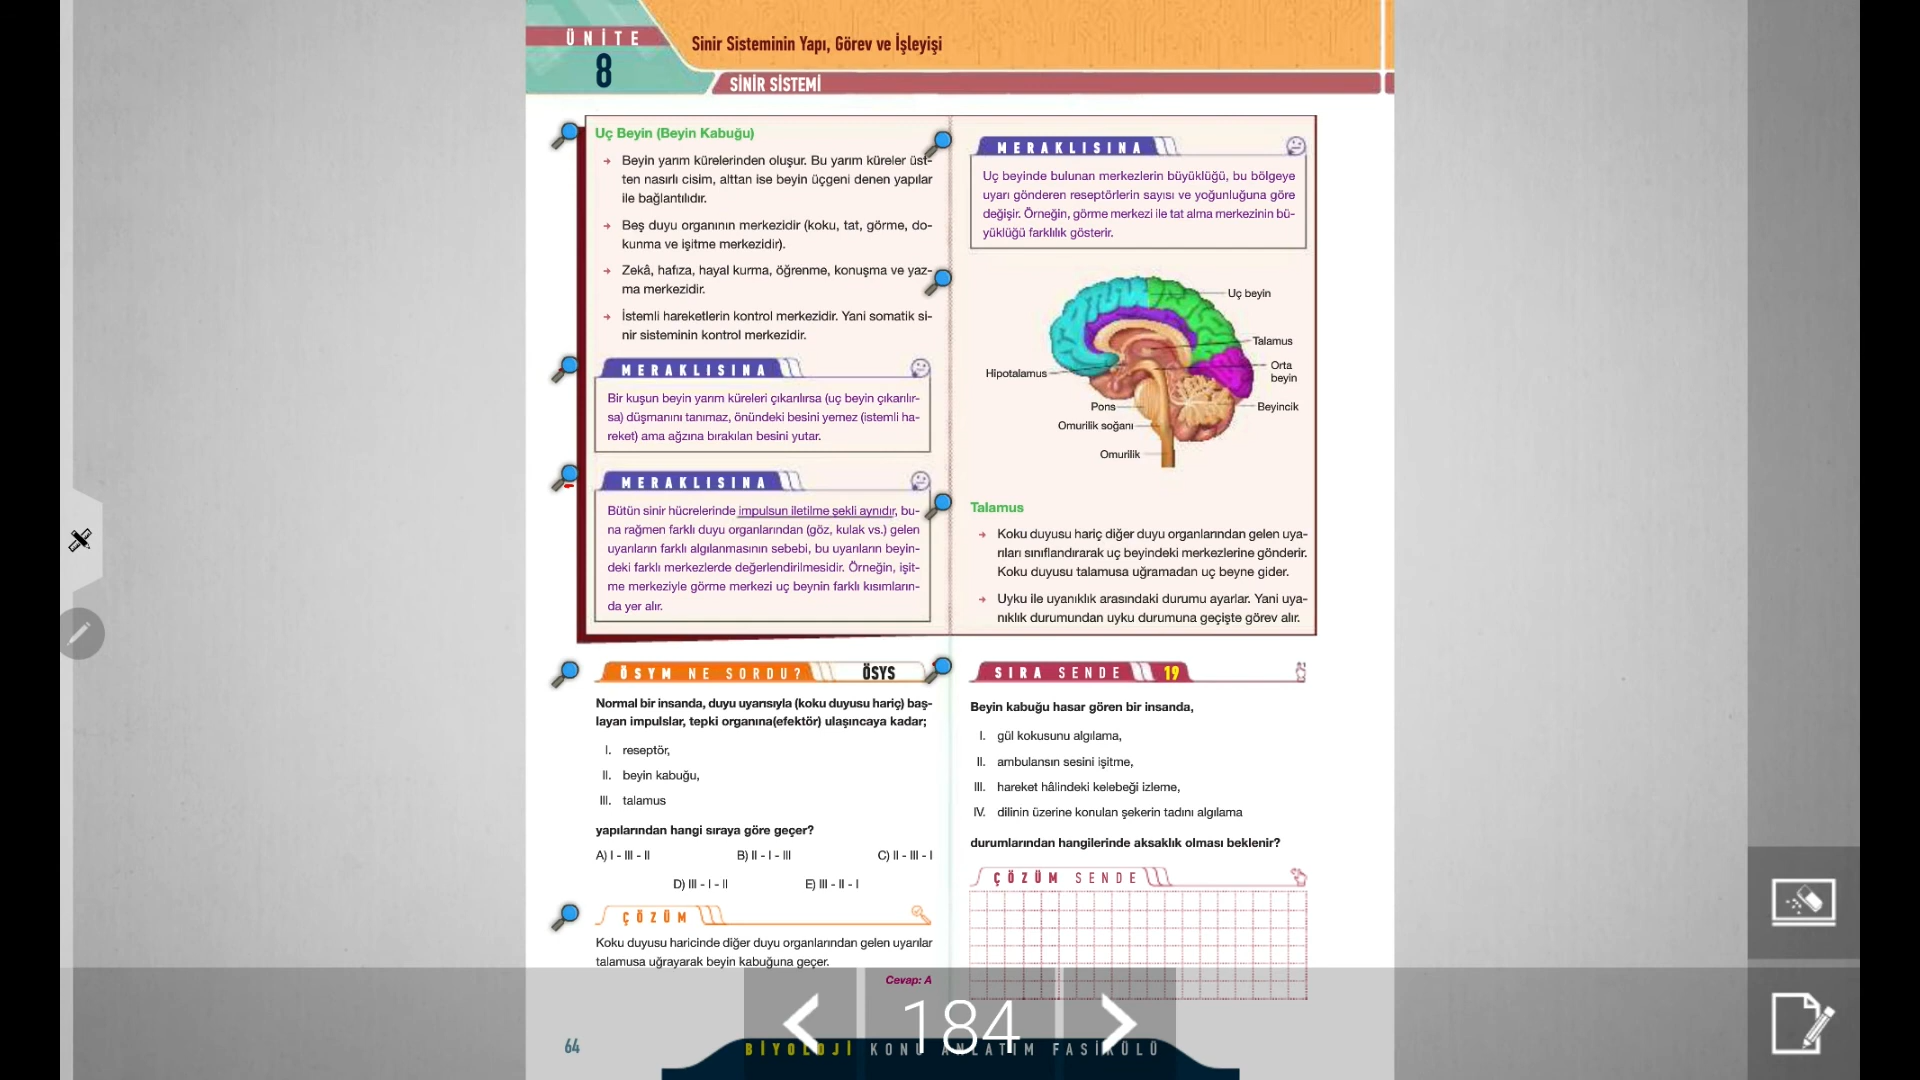 ÜNİTE
8
Sinir Sisteminin Yapı, Görev ve İşleyişi
SİNİR SİSTEMİ
Uç Beyin (Beyin Kabuğu)
→ Beyin yarım kürelerinden oluşur. Bu yarım küreler üst-
ten nasırlı cisim, alttan ise beyin üçgeni denen yapılar
ile bağlantılıdır.
→ Beş duyu organının merkezidir (koku, tat, görme, do-
kunma ve işitme merkezidir).
→ Zekâ, hafıza, hayal kurma, öğrenme, konuşma ve yaz-
ma merkezidir.
→ İstemli hareketlerin kontrol merkezidir. Yani somatik si-
nir sisteminin kontrol merkezidir.
MERAKLISINA
Bir kuşun beyin yarım küreleri çıkarılırsa (uç beyin çıkarılır-
sa) düşmanını tanımaz, önündeki besini yemez (istemli ha-
reket) ama ağzına bırakılan besini yutar.
MERAKLISINA
Bütün sinir hücrelerinde impulsun iletilme şekli aynıdır, bu-
na rağmen farklı duyu organlarından (göz, kulak vs.) gelen
uyarıların farklı algılanmasının sebebi, bu uyarıların beyin-
deki farklı merkezlerde değerlendirilmesidir. Örneğin, işit-
me merkeziyle görme merkezi uç beynin farklı kısımların-
da yer alır.
MERAKLISINA
Uç beyinde bulunan merkezlerin büyüklüğü, bu bölgeye
uyarı gönderen reseptörlerin sayısı ve yoğunluğuna göre
değişir. Örneğin, görme merkezi ile tat alma merkezinin bü-
yüklüğü farklılık gösterir.
Uç beyin
Talamus
Orta
beyin
Hipotalamus
Pons
Beyincik
Omurilik soğanı
Omurilik
Talamus
→ Koku duyusu hariç diğer duyu organlarından gelen uya-
rıları sınıflandırarak uç beyindeki merkezlerine gönderir.
Koku duyusu talamusa uğramadan uç beyne gider.
→ Uyku ile uyanıklık arasındaki durumu ayarlar. Yani uya-
nıklık durumundan uyku durumuna geçişte görev alır.
ÖSYM NE SORDU? ÖSYS
Normal bir insanda, duyu uyarısıyla (koku duyusu hariç) baş-
layan impulslar, tepki organına(efektör) ulaşıncaya kadar;
I. reseptör,
II. beyin kabuğu,
III. talamus
yapılarından hangi sıraya göre geçer?
A) I - III - II B) II - I - III C) II - III - I
D) III - I - II E) III - II - I
ÇÖZÜM
Koku duyusu haricinde diğer duyu organlarından gelen uyarılar
talamusa uğrayarak beyin kabuğuna geçer.
Cevap: A
SIRA SENDE 19
Beyin kabuğu hasar gören bir insanda,
I. gül kokusunu algılama,
II. ambulansın sesini işitme,
III. hareket hâlindeki kelebeği izleme,
IV. dilinin üzerine konulan şekerin tadını algılama
durumlarından hangilerinde aksaklık olması beklenir?
ÇÖZÜM SENDE
184
64
BİYOLOJİ KONU ANLATIM FASİKÜLÜ